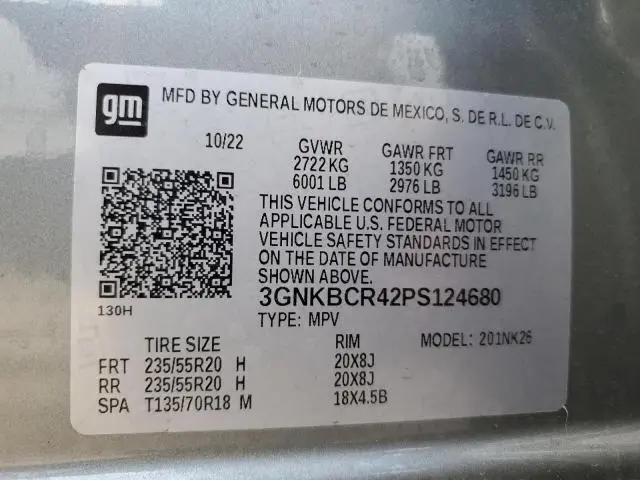 gm
MFD BY GENERAL MOTORS DE MEXICO, S. DE R.L. DE C.V.
10/22 GVWR GAWR FRT GAWR RR
2722 KG 1350 KG 1450 KG
6001 LB 2976 LB 3196 LB
THIS VEHICLE CONFORMS TO ALL
APPLICABLE U.S. FEDERAL MOTOR
VEHICLE SAFETY STANDARDS IN EFFECT
ON THE DATE OF MANUFACTURE
SHOWN ABOVE.
3GNKBCR42PS124680
130H
TYPE: MPV MODEL: 201NK26
TIRE SIZE RIM
FRT 235/55R20 H 20X8J
RR 235/55R20 H 20X8J
SPA T135/70R18 M 18X4.5B